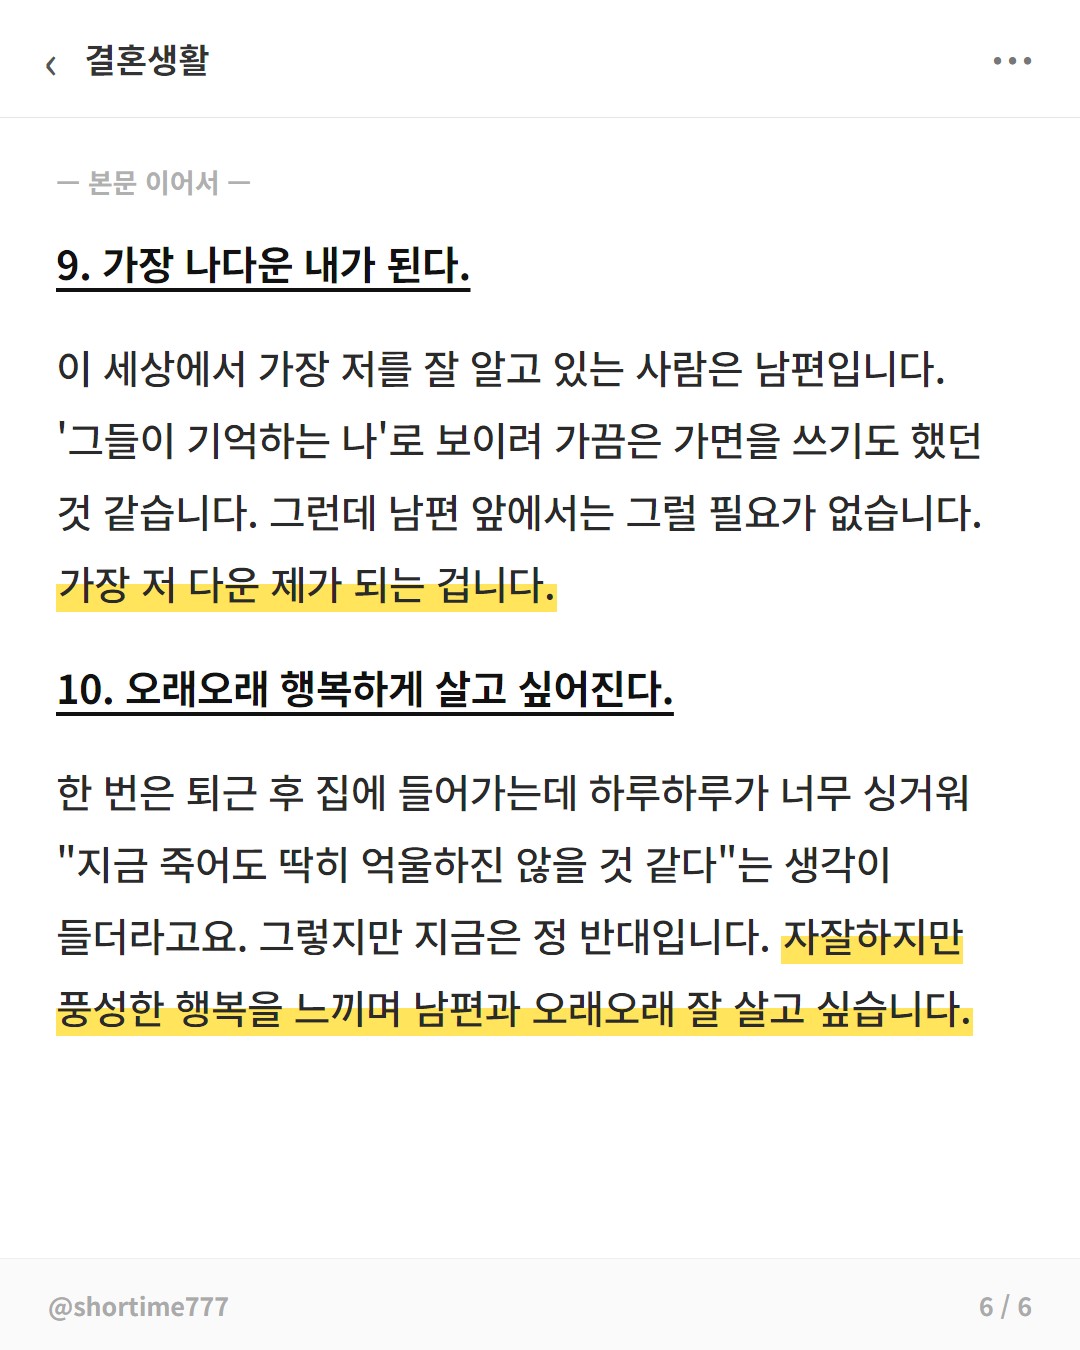 ‹ 결혼생활 •••
— 본문 이어서 —
9. 가장 나다운 내가 된다.
이 세상에서 가장 저를 잘 알고 있는 사람은 남편입니다.
'그들이 기억하는 나'로 보이려 가끔은 가면을 쓰기도 했던
것 같습니다. 그런데 남편 앞에서는 그럴 필요가 없습니다.
가장 저 다운 제가 되는 겁니다.
10. 오래오래 행복하게 살고 싶어진다.
한 번은 퇴근 후 집에 들어가는데 하루하루가 너무 싱거워
"지금 죽어도 딱히 억울하진 않을 것 같다"는 생각이
들더라고요. 그렇지만 지금은 정 반대입니다. 자잘하지만
풍성한 행복을 느끼며 남편과 오래오래 잘 살고 싶습니다.
@shortime777
6 / 6